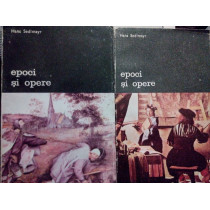 Hans Sedlmayr
epoci
și opere
Hans Sedlmayr
epoci
și opere